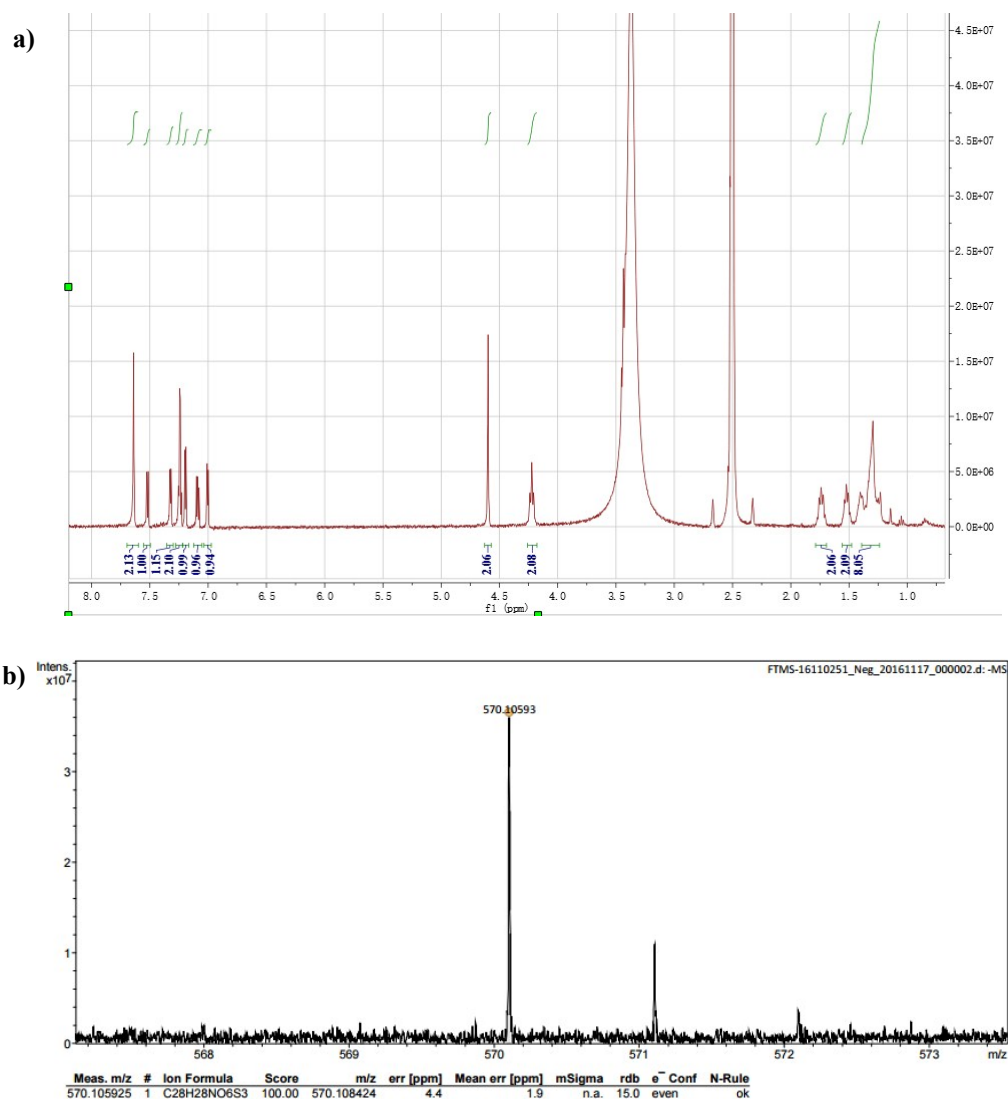 a)
4.5E+07
4.0E+07
3.5E+07
3.0E+07
2.5E+07
2.0E+07
1.5E+07
1.0E+07
5.0E+06
0.0E+00
2.13 1.00 1.15 2.10 0.99 0.96 0.94 2.06 2.08 2.06 2.09 8.05
8.0 7.5 7.0 6.5 6.0 5.5 5.0 4.5 4.0 3.5 3.0 2.5 2.0 1.5 1.0
f1 (ppm)
b)
Intens.
x10⁷
FTMS-16110251_Neg_20161117_000002.d: -MS
570.10593
3
2
1
0
568 569 570 571 572 573 m/z
Meas. m/z # Ion Formula Score m/z err [ppm] Mean err [ppm] mSigma rdb e⁻ Conf N-Rule
570.105925 1 C28H28NO6S3 100.00 570.108424 4.4 1.9 n.a. 15.0 even ok